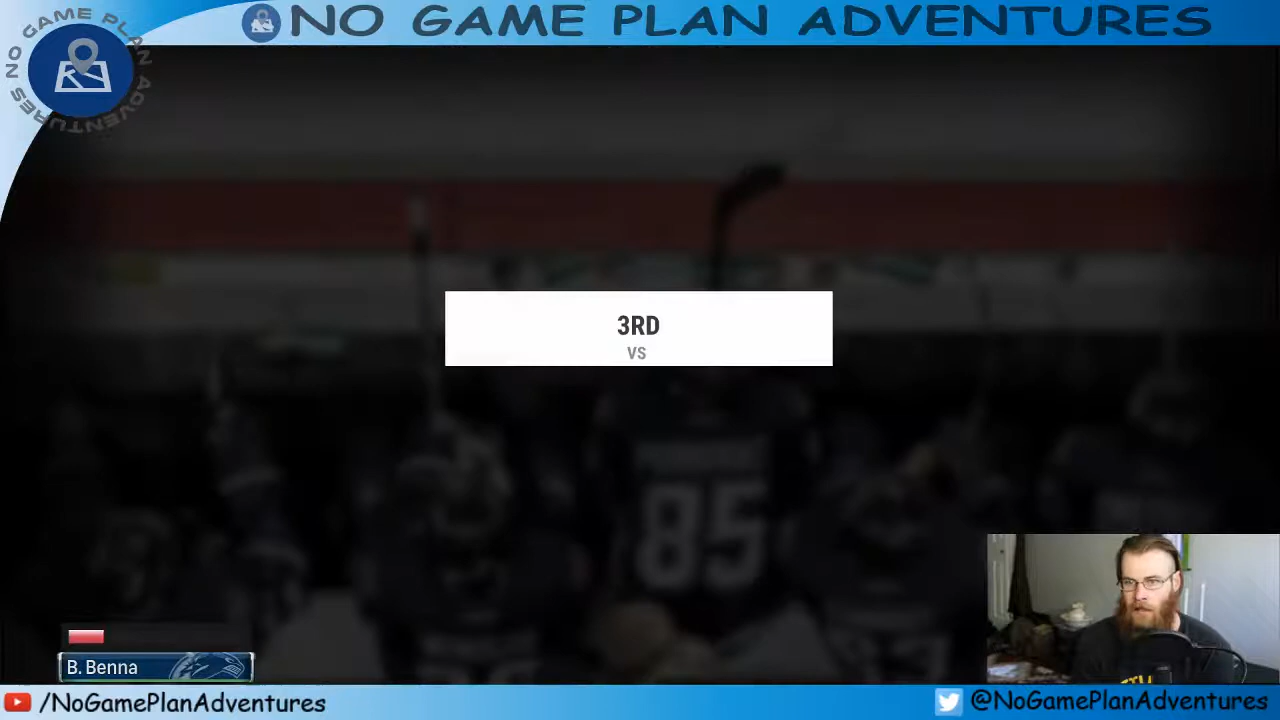 NO GAME PLAN ADVENTURES
NO GAME PLAN ADVENTURES
3RD
VS
85
B. Benna
/NoGamePlanAdventures
@NoGamePlanAdventures